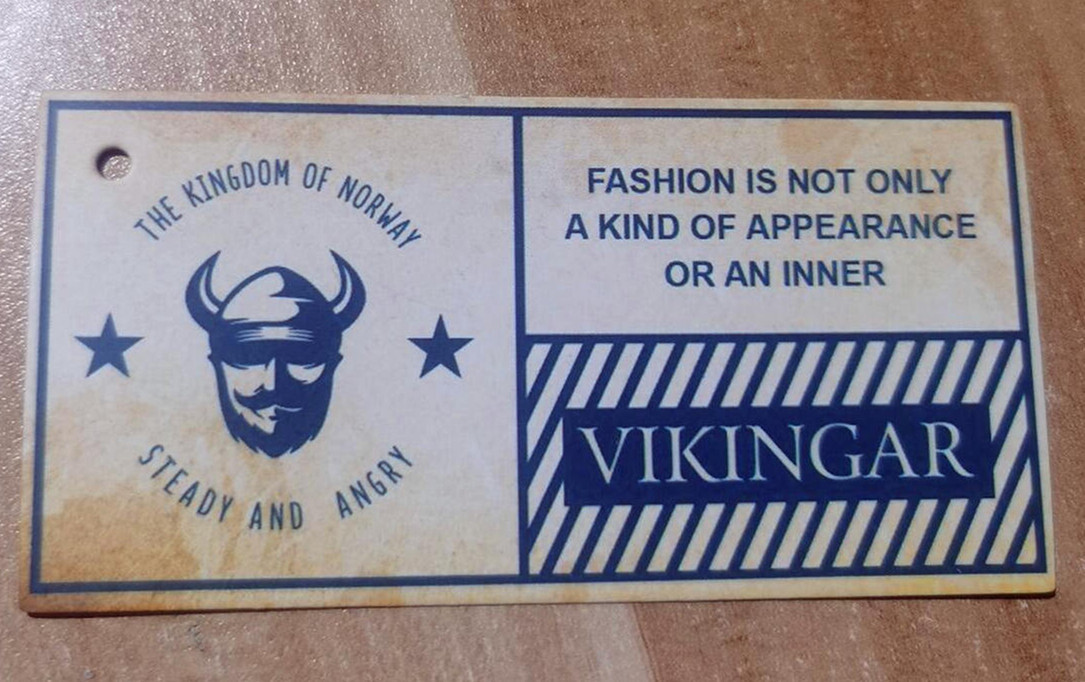 THE KINGDOM OF NORWAY
STEADY AND ANGRY
FASHION IS NOT ONLY
A KIND OF APPEARANCE
OR AN INNER
VIKINGAR